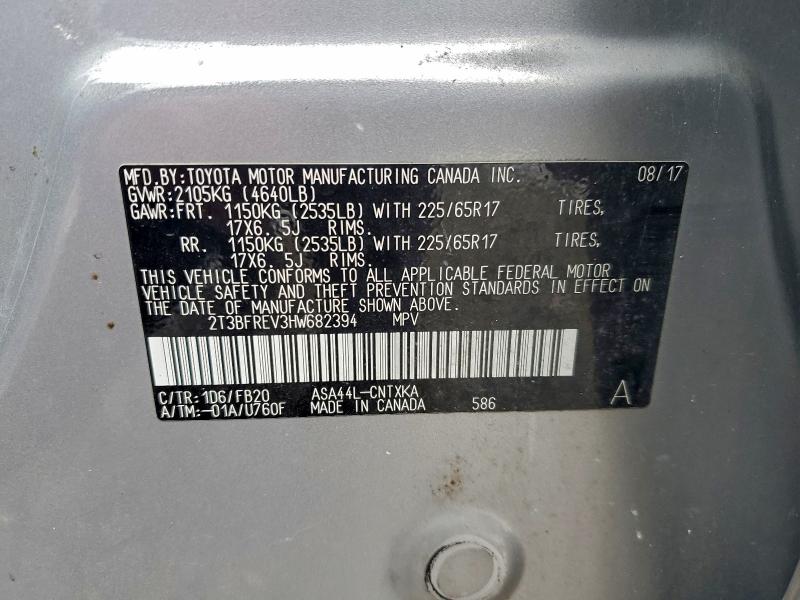 MFD.BY:TOYOTA MOTOR MANUFACTURING CANADA INC. 08/17
GVWR:2105KG (4640LB)
GAWR:FRT. 1150KG (2535LB) WITH 225/65R17 TIRES,
17X6. 5J RIMS.
RR. 1150KG (2535LB) WITH 225/65R17 TIRES,
17X6. 5J RIMS.
THIS VEHICLE CONFORMS TO ALL APPLICABLE FEDERAL MOTOR
VEHICLE SAFETY AND THEFT PREVENTION STANDARDS IN EFFECT ON
THE DATE OF MANUFACTURE SHOWN ABOVE.
2T3BFREV3HW682394 MPV
C/TR:1D6/FB20 ASA44L-CNTXKA
A/TM:-01A/U760F MADE IN CANADA 586 A